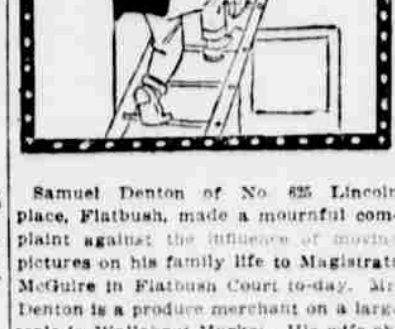 Samuel Denton of No. 625 Lincoln
place, Flatbush, made a mournful com-
plaint against the influence of moving
pictures on his family life to Magistrate
McGuire in Flatbush Court to-day. Mr.
Denton is a produce merchant on a large